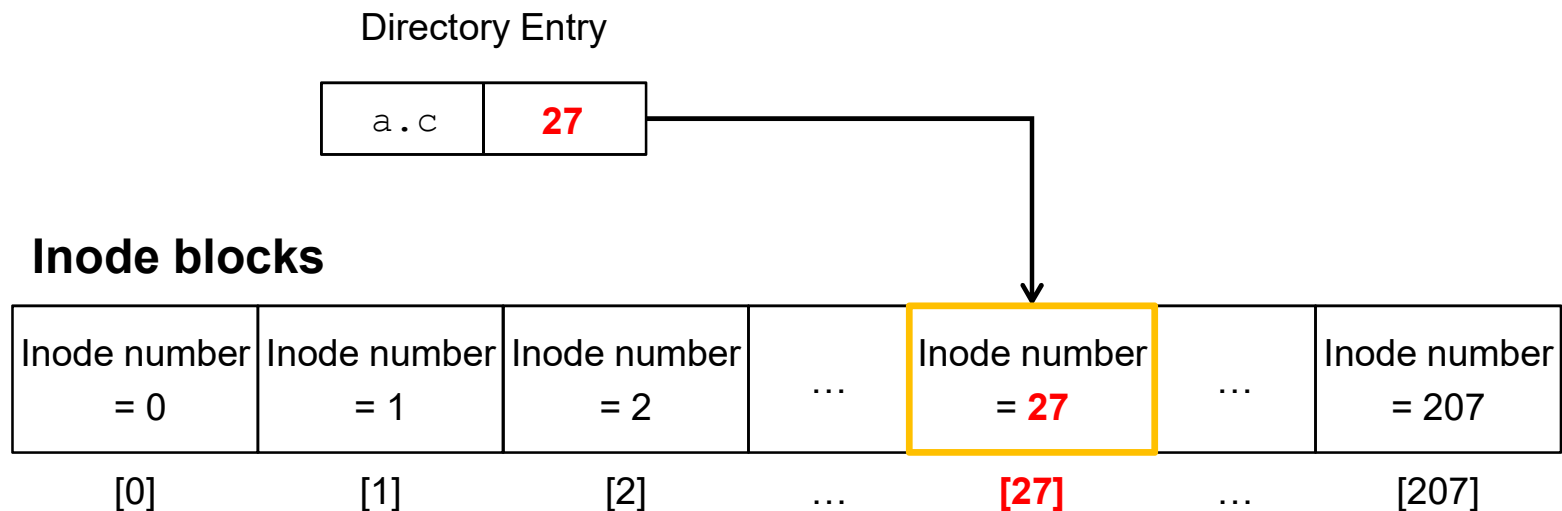 Directory Entry
a.c 27
Inode blocks
Inode number Inode number Inode number … Inode number … Inode number
= 0 = 1 = 2 = 27 = 207
[0] [1] [2] … [27] … [207]